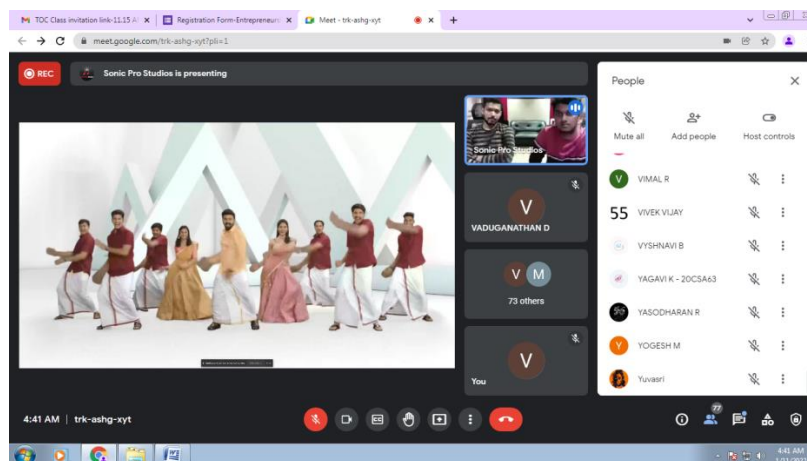 TOC Class invitation link-11.15 A
Registration Form-Entrepreneurs
Meet - trk-ashg-xyt
meet.google.com/trk-ashg-xyt?pli=1
REC
Sonic Pro Studios is presenting
Sonic Pro Studios
V
VADUGANATHAN D
V M
73 others
V
You
People
Mute all
Add people
Host controls
V VIMAL R
55 VIVEK VIJAY
VYSHNAVI B
YAGAVI K - 20CSA63
YASODHARAN R
Y YOGESH M
Yuvasri
4:41 AM | trk-ashg-xyt
77
4:41 AM